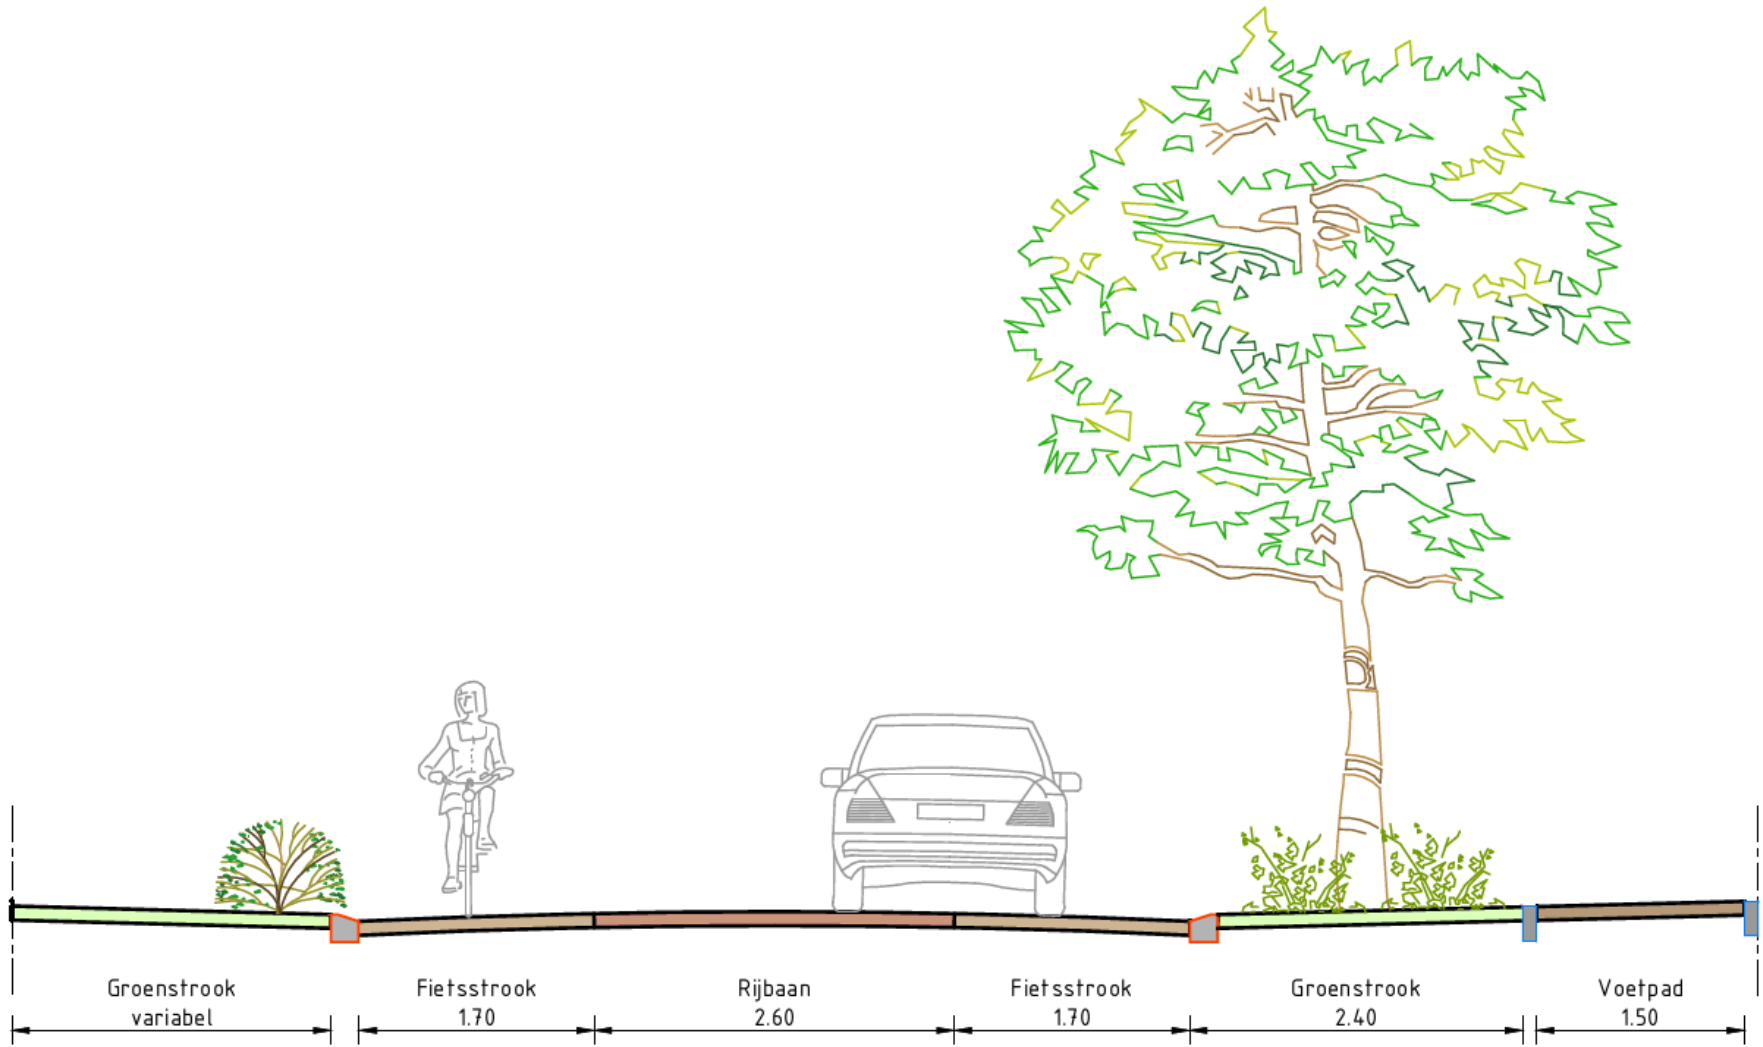 Groenstrook
variabel
Fietsstrook
1.70
Rijbaan
2.60
Fietsstrook
1.70
Groenstrook
2.40
Voetpad
1.50